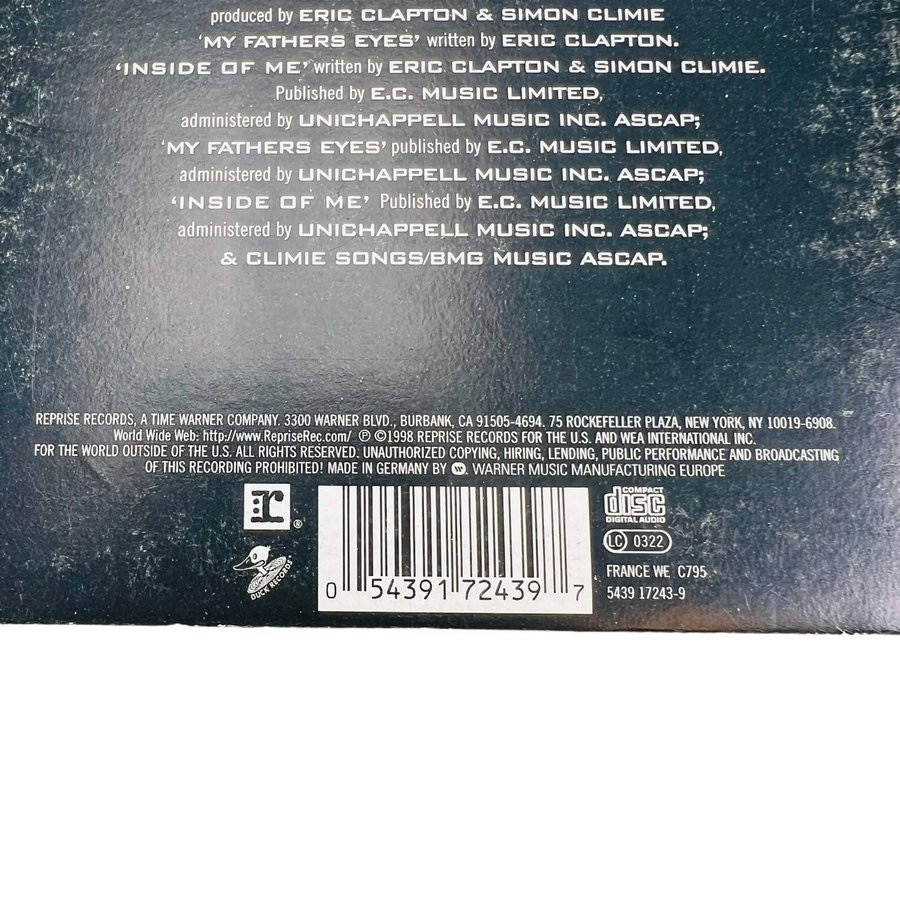 produced by ERIC CLAPTON & SIMON CLIMIE
'MY FATHERS EYES' written by ERIC CLAPTON.
'INSIDE OF ME' written by ERIC CLAPTON & SIMON CLIMIE.
Published by E.C. MUSIC LIMITED,
administered by UNICHAPPELL MUSIC INC. ASCAP;
'MY FATHERS EYES' published by E.C. MUSIC LIMITED,
administered by UNICHAPPELL MUSIC INC. ASCAP;
'INSIDE OF ME' Published by E.C. MUSIC LIMITED,
administered by UNICHAPPELL MUSIC INC. ASCAP;
& CLIMIE SONGS/BMG MUSIC ASCAP.
REPRISE RECORDS, A TIME WARNER COMPANY. 3300 WARNER BLVD., BURBANK, CA 91505-4694. 75 ROCKEFELLER PLAZA, NEW YORK, NY 10019-6908.
World Wide Web: http://www.RepriseRec.com/ ℗ ©1998 REPRISE RECORDS FOR THE U.S. AND WEA INTERNATIONAL INC.
FOR THE WORLD OUTSIDE OF THE U.S. ALL RIGHTS RESERVED. UNAUTHORIZED COPYING, HIRING, LENDING, PUBLIC PERFORMANCE AND BROADCASTING
OF THIS RECORDING PROHIBITED! MADE IN GERMANY BY WARNER MUSIC MANUFACTURING EUROPE
r ®
DUCK RECORDS
0 54391 72439 7
COMPACT
disc
DIGITAL AUDIO
LC 0322
FRANCE WE C795
5439 17243-9